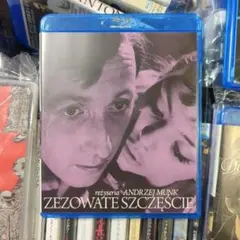 reżyseria ANDRZEJ MUNK
ZEZOWATE SZCZĘŚCIE